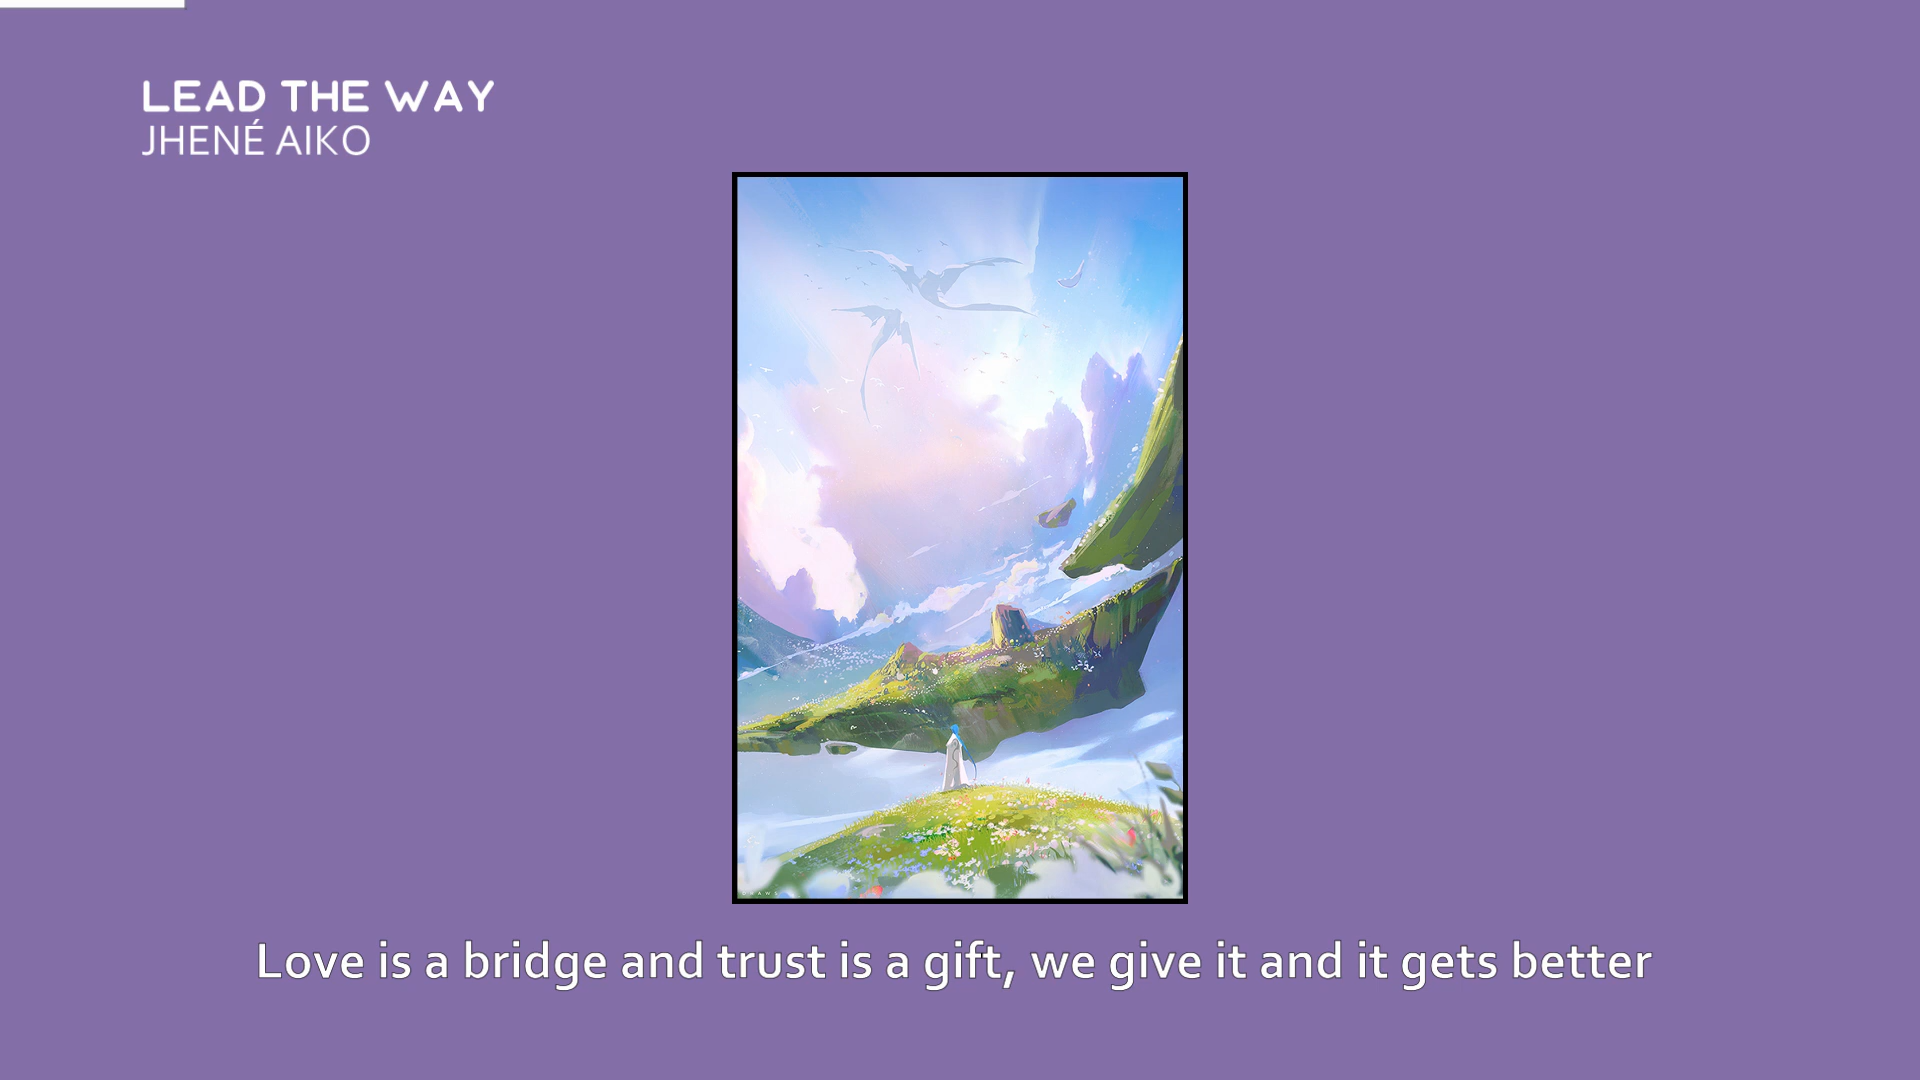 LEAD THE WAY
JHENÉ AIKO
Love is a bridge and trust is a gift, we give it and it gets better